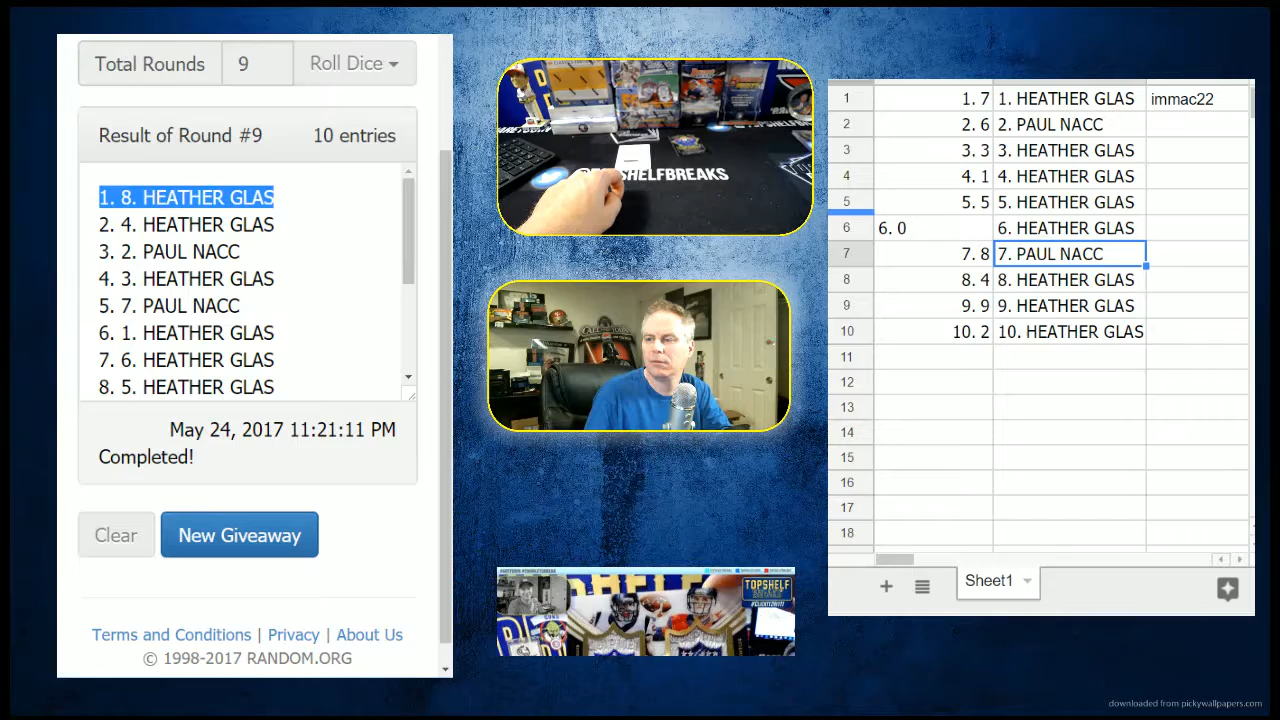 Total Rounds 9 Roll Dice
Result of Round #9 10 entries
1. 8. HEATHER GLAS
2. 4. HEATHER GLAS
3. 2. PAUL NACC
4. 3. HEATHER GLAS
5. 7. PAUL NACC
6. 1. HEATHER GLAS
7. 6. HEATHER GLAS
8. 5. HEATHER GLAS
May 24, 2017 11:21:11 PM
Completed!
Clear New Giveaway
Terms and Conditions | Privacy | About Us
© 1998-2017 RANDOM.ORG
TOPSHELF
1 1. 7 1. HEATHER GLAS immac22
2 2. 6 2. PAUL NACC
3 3. 3 3. HEATHER GLAS
4 4. 1 4. HEATHER GLAS
5 5. 5 5. HEATHER GLAS
6 6. 0 6. HEATHER GLAS
7 7. 8 7. PAUL NACC
8 8. 4 8. HEATHER GLAS
9 9. 9 9. HEATHER GLAS
10 10. 2 10. HEATHER GLAS
11
12
13
14
15
16
17
18
Sheet1
downloaded from pickywallpapers.com